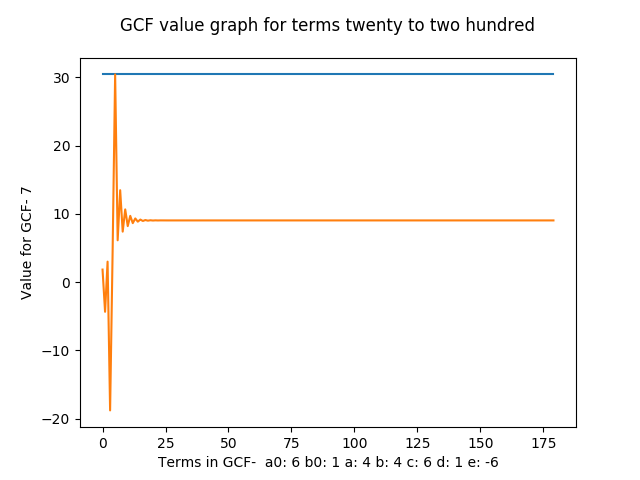 GCF value graph for terms twenty to two hundred
30
20
10
0
−10
−20
Value for GCF- 7
0 25 50 75 100 125 150 175
Terms in GCF-  a0: 6 b0: 1 a: 4 b: 4 c: 6 d: 1 e: -6